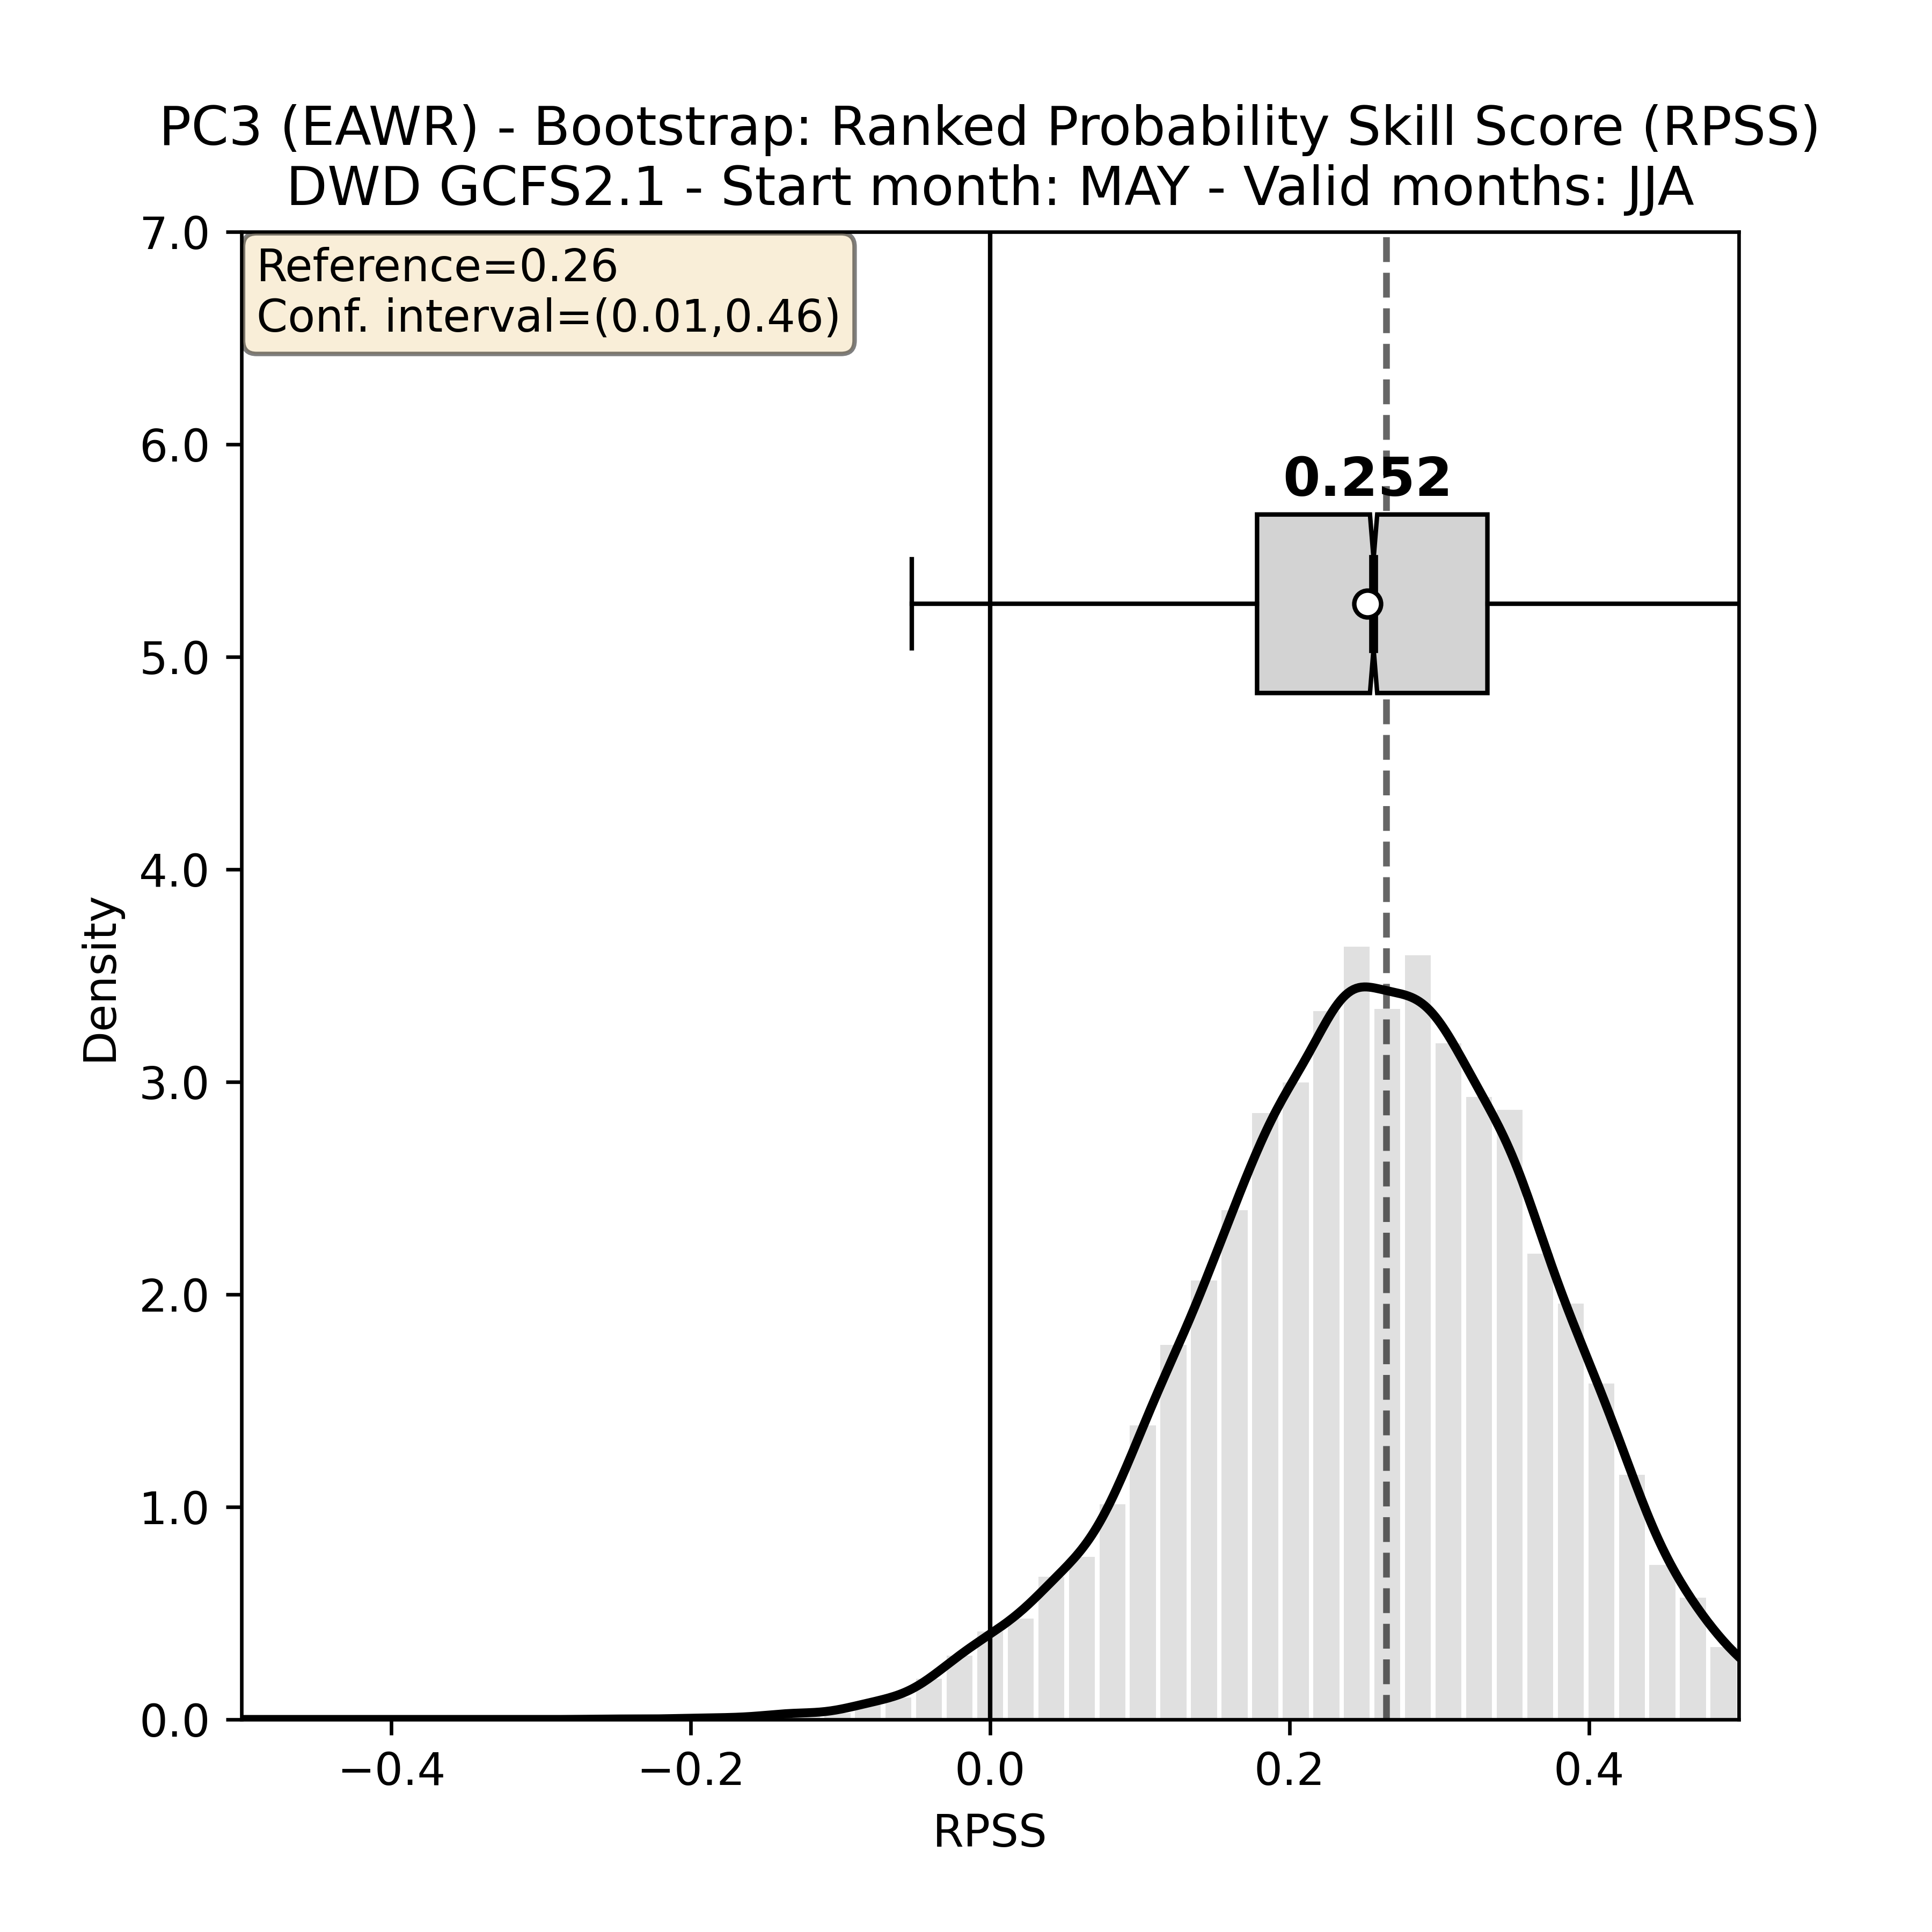 PC3 (EAWR) - Bootstrap: Ranked Probability Skill Score (RPSS)
DWD GCFS2.1 - Start month: MAY - Valid months: JJA
Reference=0.26
Conf. interval=(0.01,0.46)
0.252
7.0
6.0
5.0
4.0
3.0
2.0
1.0
0.0
Density
−0.4
−0.2
0.0
0.2
0.4
RPSS